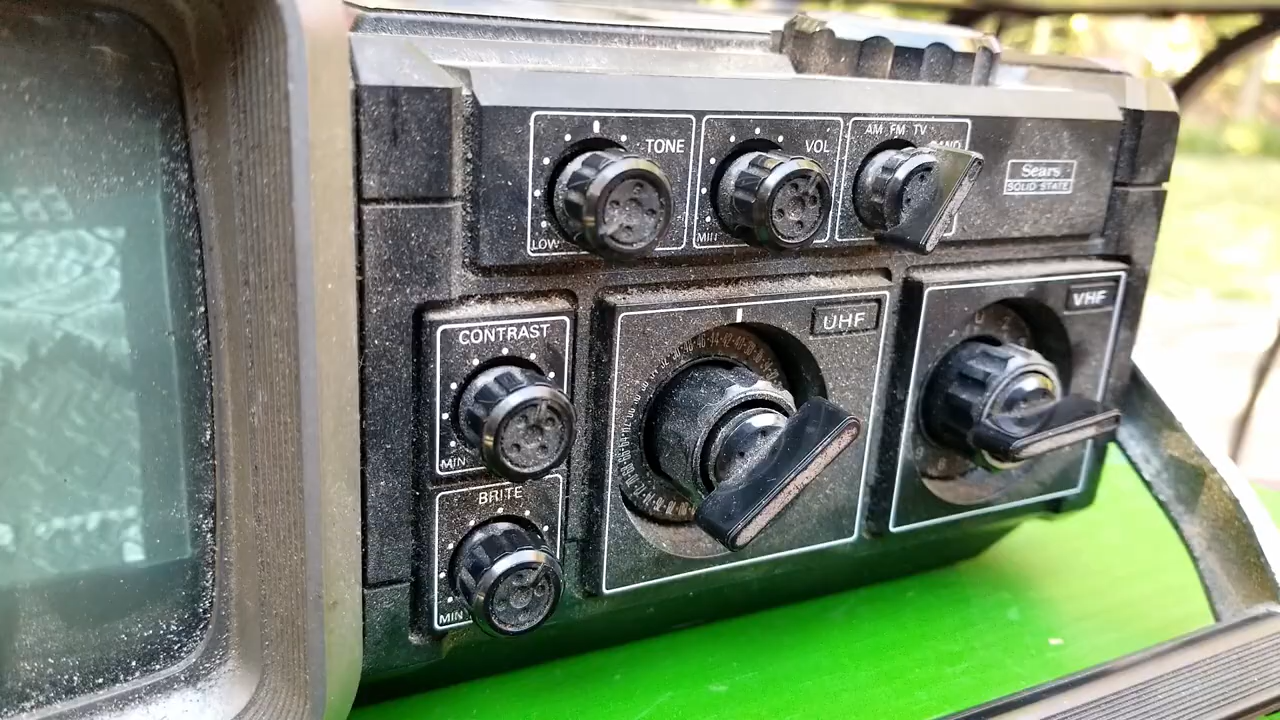 TONE
LOW
VOL
MIN
AM FM TV
Sears
SOLID STATE
CONTRAST
MIN
UHF
VHF
BRITE
MIN